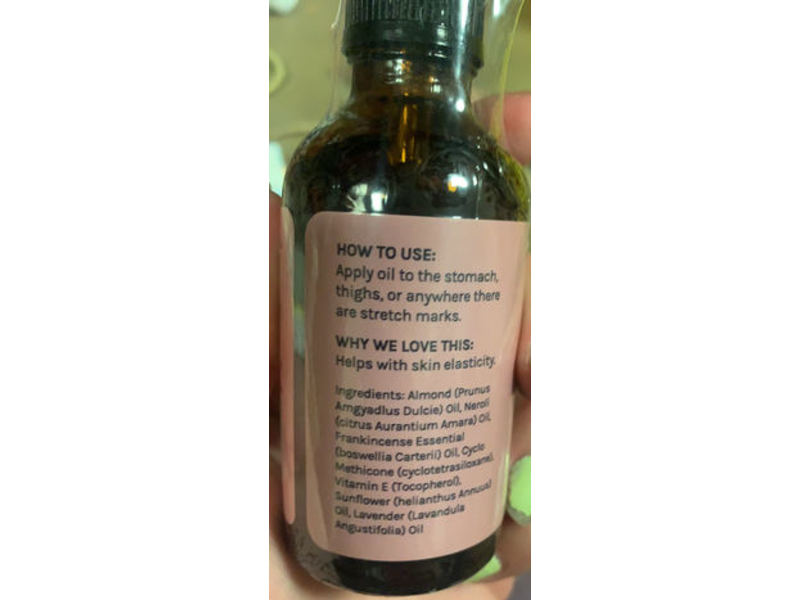 HOW TO USE:
Apply oil to the stomach,
thighs, or anywhere there
are stretch marks.
WHY WE LOVE THIS:
Helps with skin elasticity.
Ingredients: Almond (Prunus
Amgyadlus Dulcie) Oil, Neroli
(citrus Aurantium Amara) Oil,
Frankincense Essential
(boswellia Carterii) Oil, Cyclo
Methicone (cyclotetrasiloxane),
Vitamin E (Tocopherol),
Sunflower (helianthus Annuus)
Oil, Lavender (Lavandula
Angustifolia) Oil